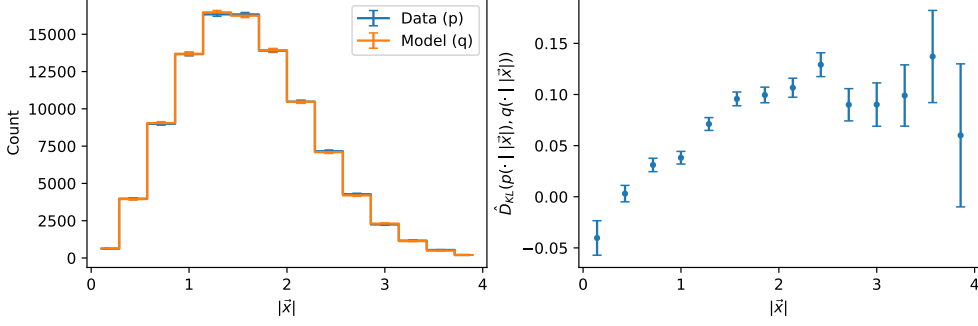 Count
15000
12500
10000
7500
5000
2500
0
Data (p)
Model (q)
0 1 2 3 4
|x⃗|
D̂_KL(p(· | |x⃗|), q(· | |x⃗|))
0.15
0.10
0.05
0.00
−0.05
0 1 2 3 4
|x⃗|